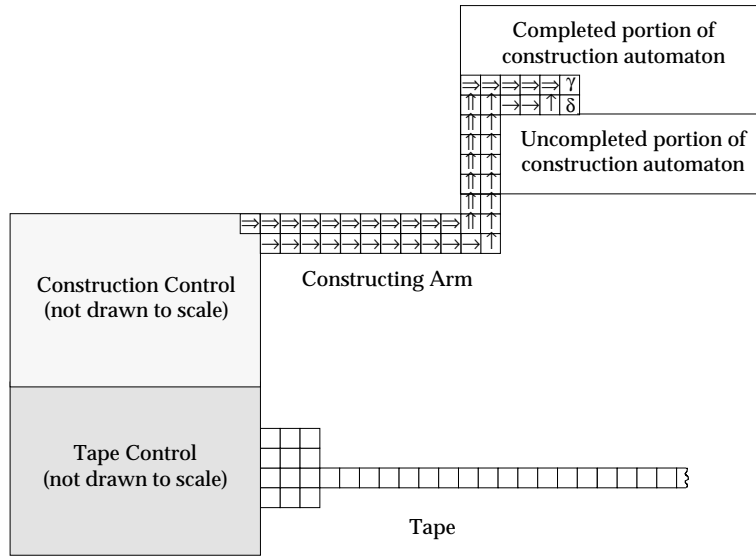 Completed portion of
construction automaton
γ
δ
Uncompleted portion of
construction automaton
Constructing Arm
Construction Control
(not drawn to scale)
Tape Control
(not drawn to scale)
Tape